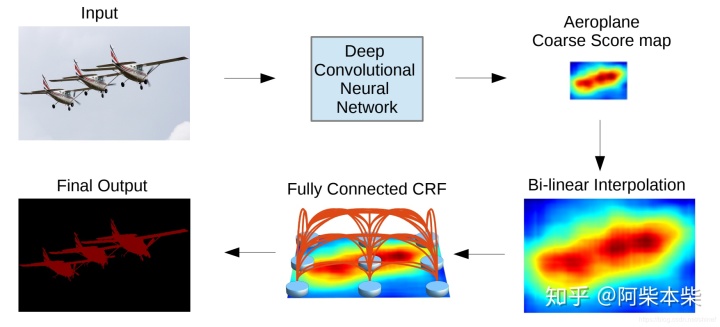 Input
Deep
Convolutional
Neural
Network
Aeroplane
Coarse Score map
Final Output
Fully Connected CRF
Bi-linear Interpolation
知乎 @阿柴本柴